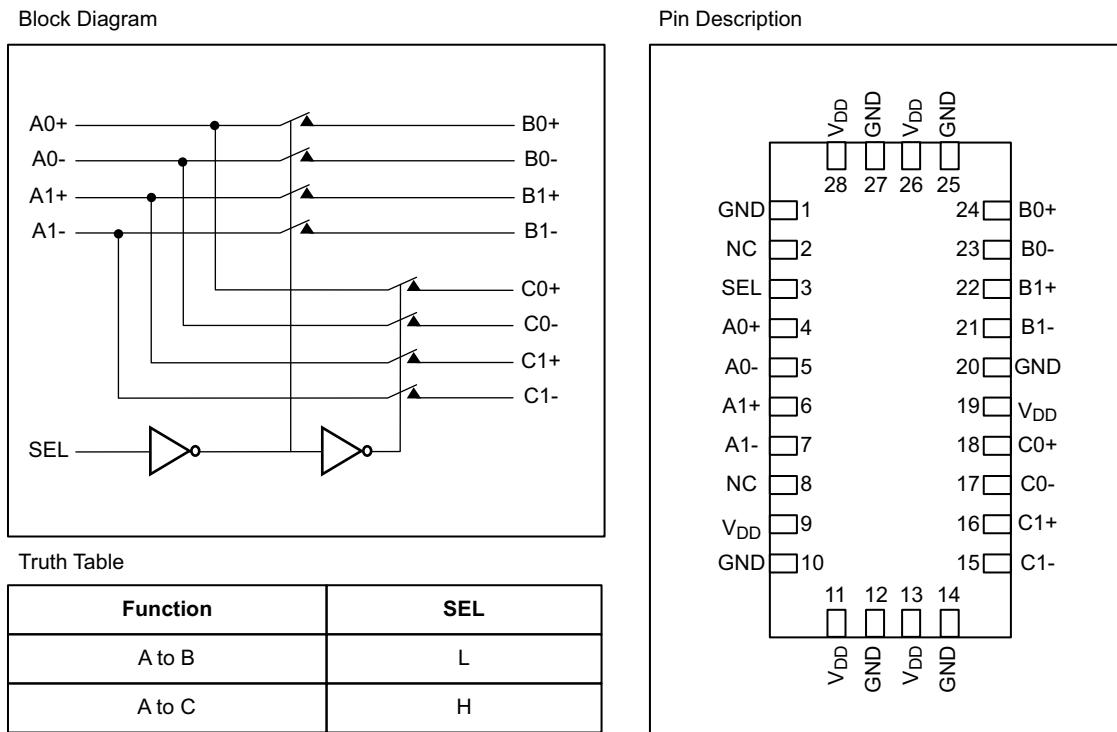 Block Diagram
A0+
B0+
A0-
B0-
A1+
B1+
A1-
B1-
C0+
C0-
C1+
C1-
SEL
Truth Table
Function SEL
A to B L
A to C H
Pin Description
VDD GND VDD GND
28 27 26 25
GND 1 24 B0+
NC 2 23 B0-
SEL 3 22 B1+
A0+ 4 21 B1-
A0- 5 20 GND
A1+ 6 19 VDD
A1- 7 18 C0+
NC 8 17 C0-
VDD 9 16 C1+
GND 10 15 C1-
11 12 13 14
VDD GND VDD GND